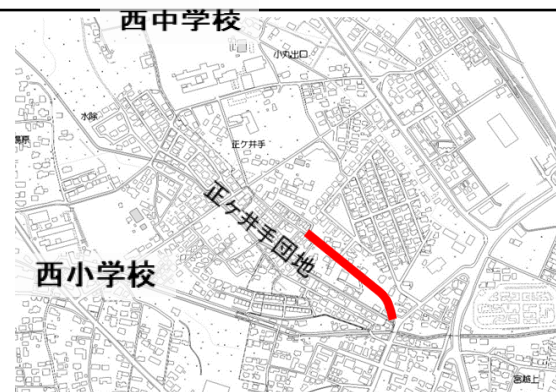 西中学校
小丸出口
水除
正ケ井手
正ヶ井手団地
西小学校
宮越上